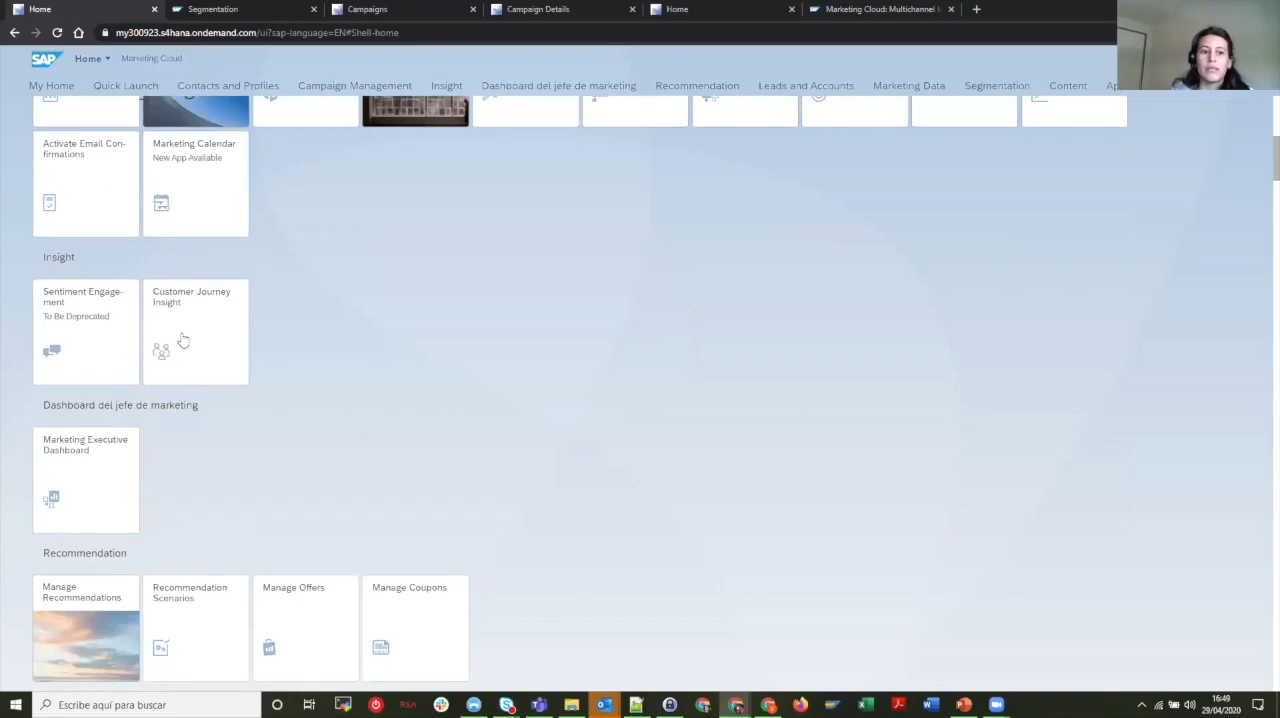 Home
Segmentation
Campaigns
Campaign Details
Home
Marketing Cloud: Multichannel
my300923.s4hana.ondemand.com/ui?sap-language=EN#Shell-home
SAP Home Marketing Cloud
My Home Quick Launch Contacts and Profiles Campaign Management Insight Dashboard del jefe de marketing Recommendation Leads and Accounts Marketing Data Segmentation Content
Activate Email Con-
firmations
Marketing Calendar
New App Available
Insight
Sentiment Engage-
ment
To Be Deprecated
Customer Journey
Insight
Dashboard del jefe de marketing
Marketing Executive
Dashboard
Recommendation
Manage
Recommendations
Recommendation
Scenarios
Manage Offers
Manage Coupons
Escribe aquí para buscar
RSA
16:49
29/04/2020